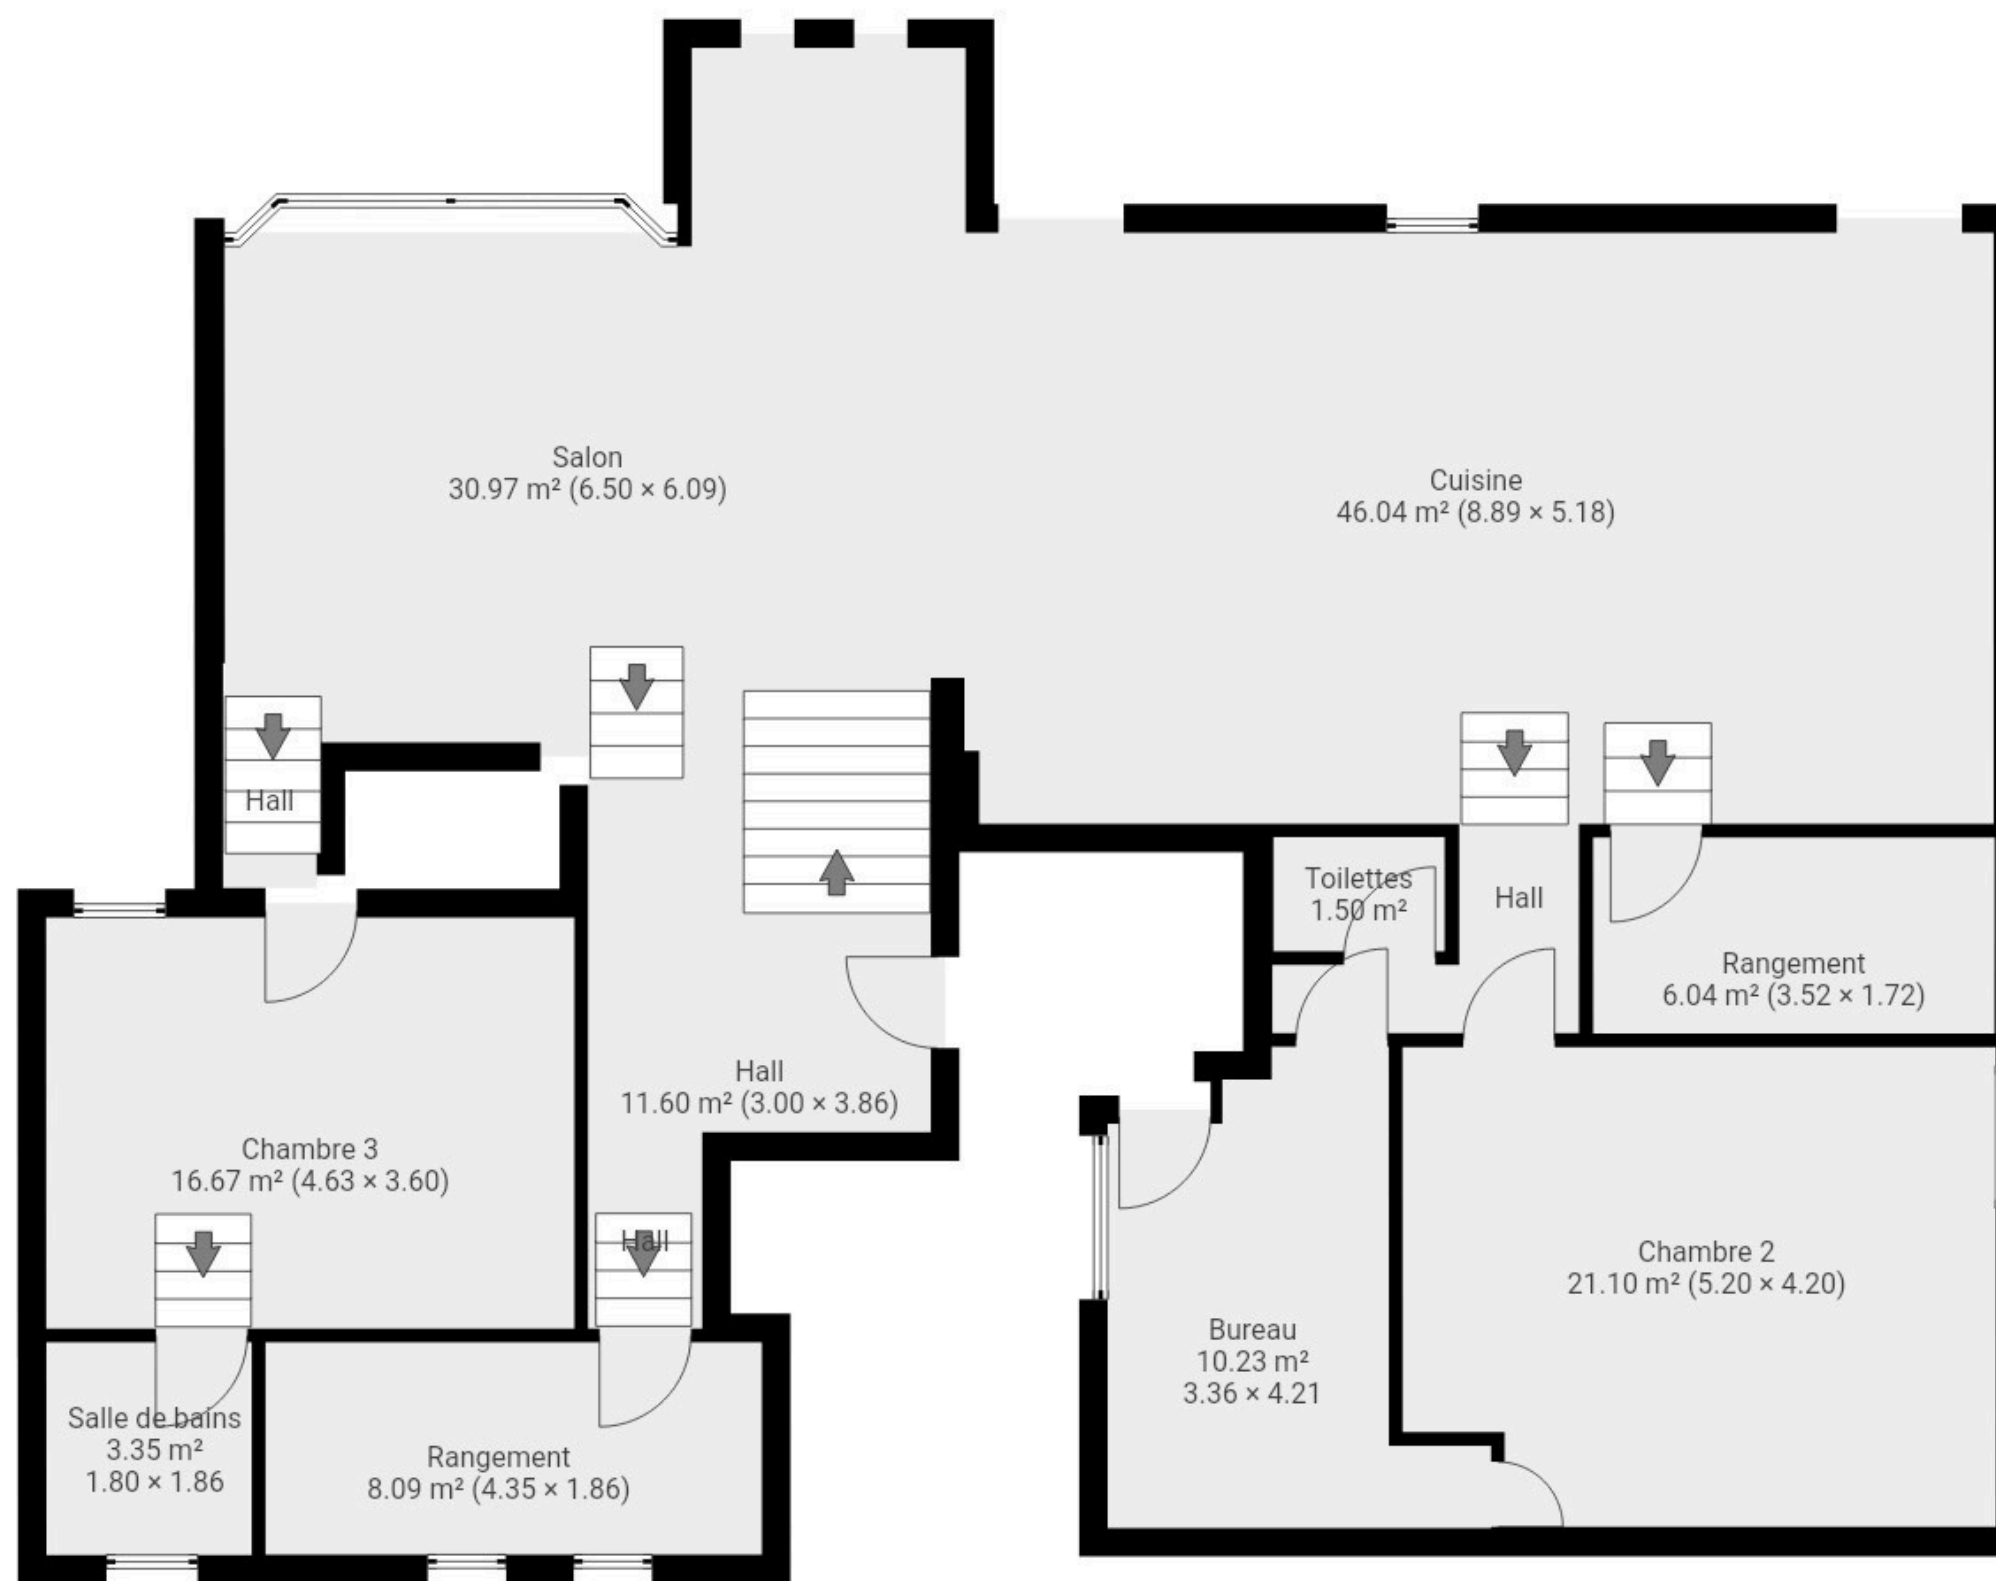 Salon
30.97 m² (6.50 × 6.09)
Cuisine
46.04 m² (8.89 × 5.18)
Hall
Toilettes
1.50 m²
Hall
Rangement
6.04 m² (3.52 × 1.72)
Hall
11.60 m² (3.00 × 3.86)
Chambre 3
16.67 m² (4.63 × 3.60)
Hall
Chambre 2
21.10 m² (5.20 × 4.20)
Bureau
10.23 m²
3.36 × 4.21
Salle de bains
3.35 m²
1.80 × 1.86
Rangement
8.09 m² (4.35 × 1.86)